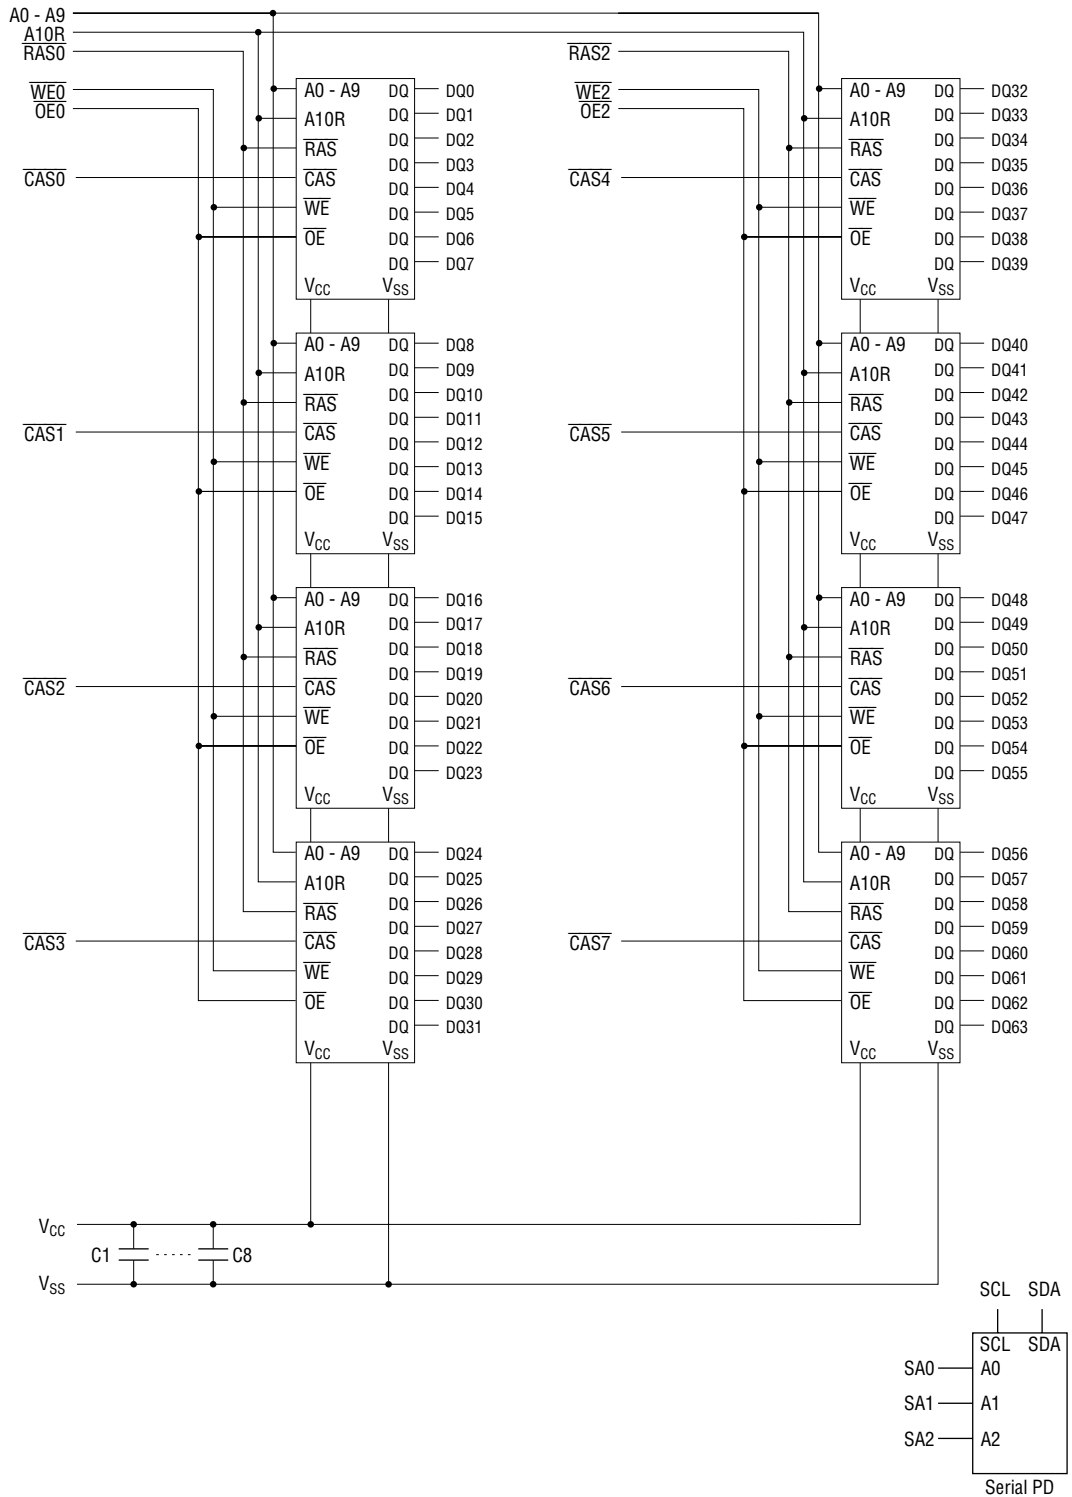 A0 - A9
A10R
RAS0
WE0
OE0
A0 - A9 DQ DQ0
A10R DQ DQ1
RAS DQ DQ2
DQ DQ3
CAS0 CAS DQ DQ4
WE DQ DQ5
OE DQ DQ6
DQ DQ7
VCC VSS
A0 - A9 DQ DQ8
A10R DQ DQ9
RAS DQ DQ10
DQ DQ11
CAS1 CAS DQ DQ12
WE DQ DQ13
OE DQ DQ14
DQ DQ15
VCC VSS
A0 - A9 DQ DQ16
A10R DQ DQ17
RAS DQ DQ18
DQ DQ19
CAS2 CAS DQ DQ20
WE DQ DQ21
OE DQ DQ22
DQ DQ23
VCC VSS
A0 - A9 DQ DQ24
A10R DQ DQ25
RAS DQ DQ26
DQ DQ27
CAS3 CAS DQ DQ28
WE DQ DQ29
OE DQ DQ30
DQ DQ31
VCC VSS
RAS2
WE2
OE2
A0 - A9 DQ DQ32
A10R DQ DQ33
RAS DQ DQ34
DQ DQ35
CAS4 CAS DQ DQ36
WE DQ DQ37
OE DQ DQ38
DQ DQ39
VCC VSS
A0 - A9 DQ DQ40
A10R DQ DQ41
RAS DQ DQ42
DQ DQ43
CAS5 CAS DQ DQ44
WE DQ DQ45
OE DQ DQ46
DQ DQ47
VCC VSS
A0 - A9 DQ DQ48
A10R DQ DQ49
RAS DQ DQ50
DQ DQ51
CAS6 CAS DQ DQ52
WE DQ DQ53
OE DQ DQ54
DQ DQ55
VCC VSS
A0 - A9 DQ DQ56
A10R DQ DQ57
RAS DQ DQ58
DQ DQ59
CAS7 CAS DQ DQ60
WE DQ DQ61
OE DQ DQ62
DQ DQ63
VCC VSS
VCC
C1 C8
VSS
SCL SDA
SCL SDA
SA0 A0
SA1 A1
SA2 A2
Serial PD